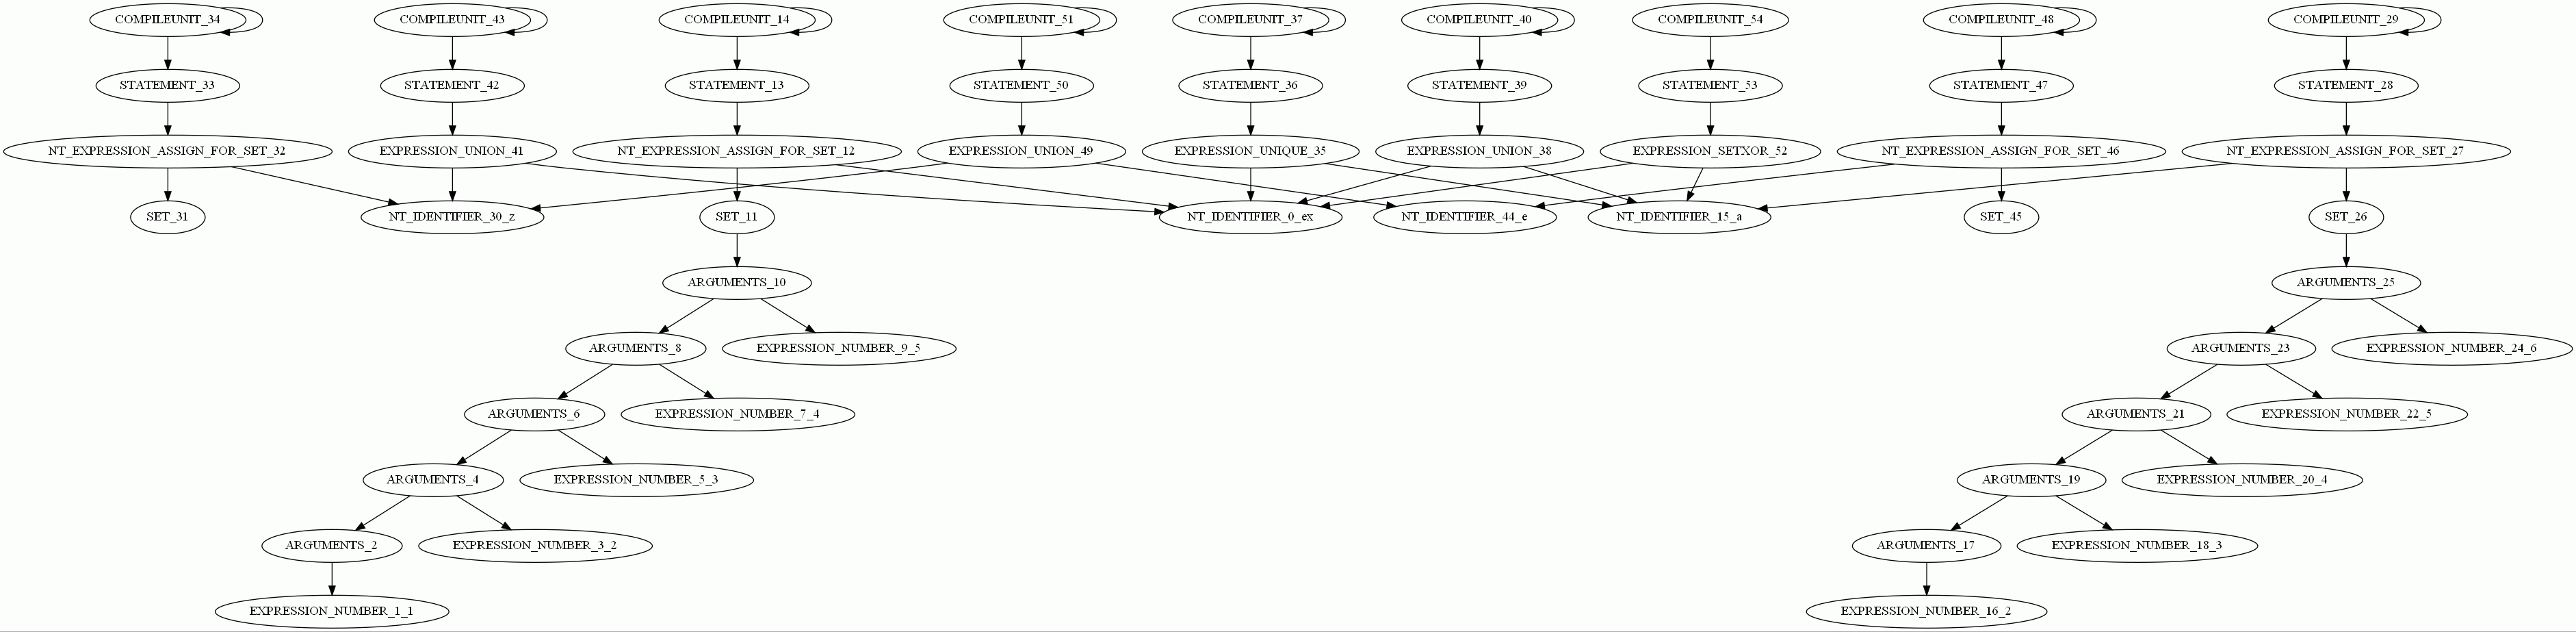 COMPILEUNIT_34 COMPILEUNIT_43 COMPILEUNIT_14 COMPILEUNIT_51 COMPILEUNIT_37 COMPILEUNIT_40 COMPILEUNIT_54 COMPILEUNIT_48 COMPILEUNIT_29
STATEMENT_33 STATEMENT_42 STATEMENT_13 STATEMENT_50 STATEMENT_36 STATEMENT_39 STATEMENT_53 STATEMENT_47 STATEMENT_28
NT_EXPRESSION_ASSIGN_FOR_SET_32 EXPRESSION_UNION_41 NT_EXPRESSION_ASSIGN_FOR_SET_12 EXPRESSION_UNION_49 EXPRESSION_UNIQUE_35 EXPRESSION_UNION_38 EXPRESSION_SETXOR_52 NT_EXPRESSION_ASSIGN_FOR_SET_46 NT_EXPRESSION_ASSIGN_FOR_SET_27
SET_31 NT_IDENTIFIER_30_z SET_11 NT_IDENTIFIER_0_ex NT_IDENTIFIER_44_e NT_IDENTIFIER_15_a SET_45 SET_26
ARGUMENTS_10 ARGUMENTS_25
ARGUMENTS_8 EXPRESSION_NUMBER_9_5 ARGUMENTS_23 EXPRESSION_NUMBER_24_6
ARGUMENTS_6 EXPRESSION_NUMBER_7_4 ARGUMENTS_21 EXPRESSION_NUMBER_22_5
ARGUMENTS_4 EXPRESSION_NUMBER_5_3 ARGUMENTS_19 EXPRESSION_NUMBER_20_4
ARGUMENTS_2 EXPRESSION_NUMBER_3_2 ARGUMENTS_17 EXPRESSION_NUMBER_18_3
EXPRESSION_NUMBER_1_1 EXPRESSION_NUMBER_16_2